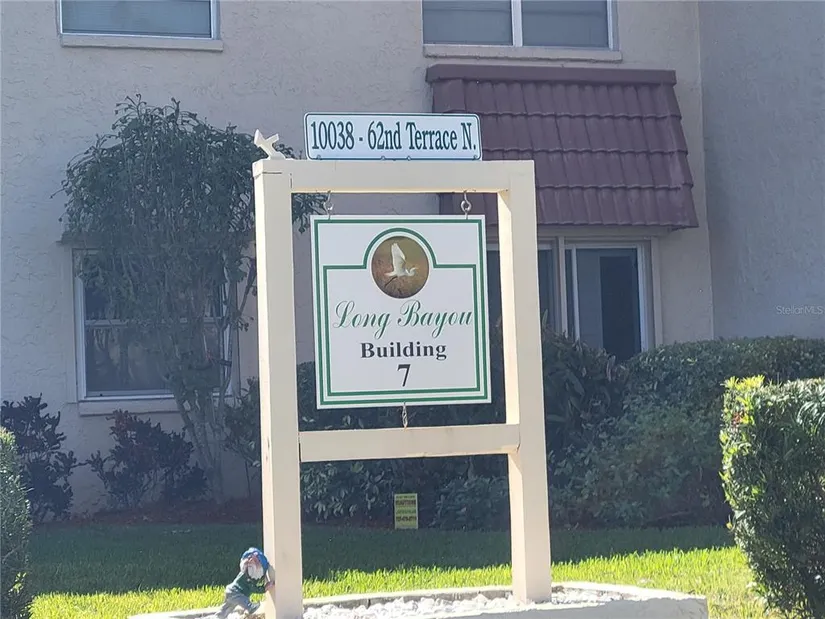 10038 - 62nd Terrace N.
Long Bayou
Building
7
StellarMLS